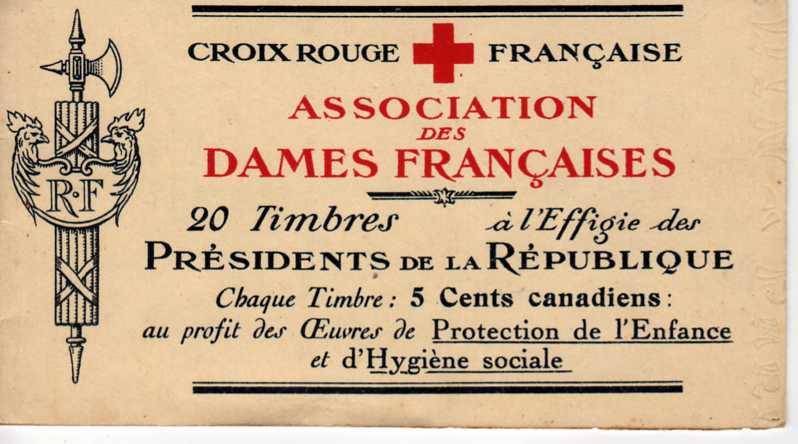 CROIX ROUGE FRANÇAISE
ASSOCIATION
DES
DAMES FRANÇAISES
R·F
20 Timbres à l'Effigie des
PRÉSIDENTS DE LA RÉPUBLIQUE
Chaque Timbre : 5 Cents canadiens :
au profit des Œuvres de Protection de l'Enfance
et d'Hygiène sociale